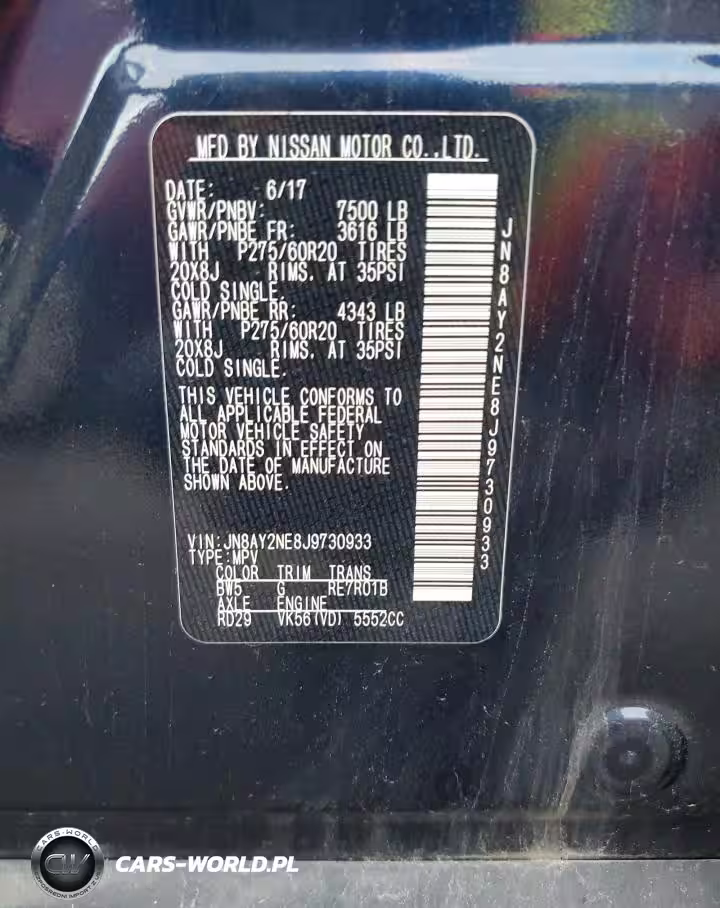 MFD BY NISSAN MOTOR CO.,LTD.
DATE: 6/17
GVWR/PNBV: 7500 LB
GAWR/PNBE FR: 3616 LB
WITH P275/60R20 TIRES
20X8J RIMS, AT 35PSI
COLD SINGLE.
GAWR/PNBE RR: 4343 LB
WITH P275/60R20 TIRES
20X8J RIMS, AT 35PSI
COLD SINGLE.
THIS VEHICLE CONFORMS TO
ALL APPLICABLE FEDERAL
MOTOR VEHICLE SAFETY
STANDARDS IN EFFECT ON
THE DATE OF MANUFACTURE
SHOWN ABOVE.
VIN:JN8AY2NE8J9730933
TYPE:MPV
COLOR TRIM TRANS
BW5 G RE7R01B
AXLE ENGINE
RD29 VK56(VD) 5552CC
JN8AY2NE8J9730933
CARS-WORLD
CW
CARS-WORLD.PL